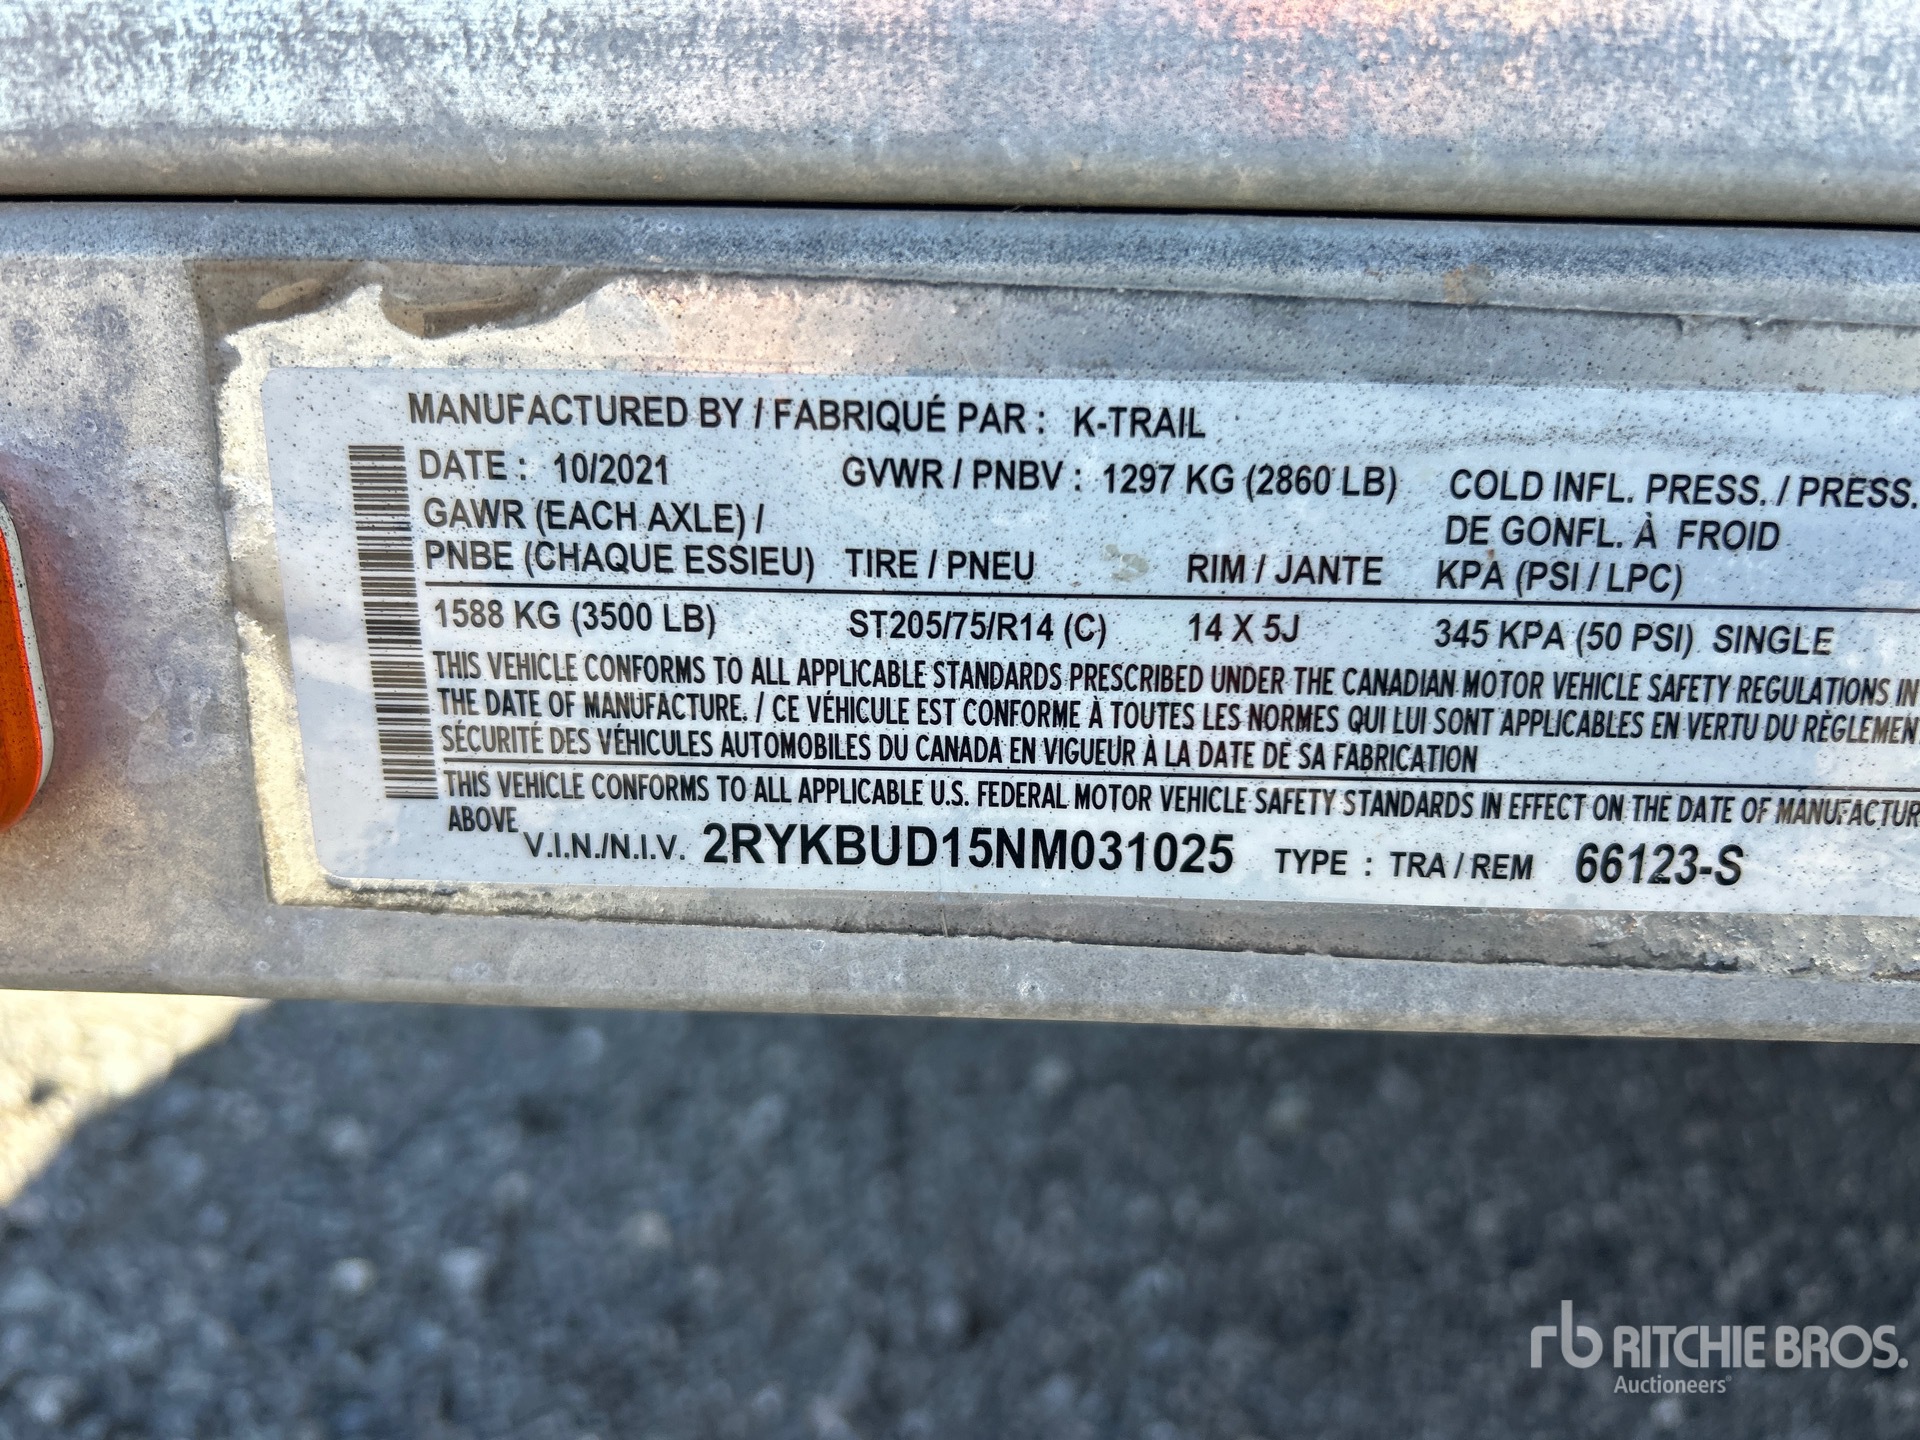 MANUFACTURED BY / FABRIQUÉ PAR : K-TRAIL
DATE : 10/2021 GVWR / PNBV : 1297 KG (2860 LB) COLD INFL. PRESS. / PRESS.
GAWR (EACH AXLE) / DE GONFL. À FROID
PNBE (CHAQUE ESSIEU) TIRE / PNEU RIM / JANTE KPA (PSI / LPC)
1588 KG (3500 LB) ST205/75/R14 (C) 14 X 5J 345 KPA (50 PSI) SINGLE
THIS VEHICLE CONFORMS TO ALL APPLICABLE STANDARDS PRESCRIBED UNDER THE CANADIAN MOTOR VEHICLE SAFETY REGULATIONS IN
THE DATE OF MANUFACTURE. / CE VÉHICULE EST CONFORME À TOUTES LES NORMES QUI LUI SONT APPLICABLES EN VERTU DU RÈGLEMEN
SÉCURITÉ DES VÉHICULES AUTOMOBILES DU CANADA EN VIGUEUR À LA DATE DE SA FABRICATION
THIS VEHICLE CONFORMS TO ALL APPLICABLE U.S. FEDERAL MOTOR VEHICLE SAFETY STANDARDS IN EFFECT ON THE DATE OF MANUFACTUR
ABOVE
V.I.N./N.I.V. 2RYKBUD15NM031025 TYPE : TRA / REM 66123-S
rb RITCHIE BROS.
Auctioneers